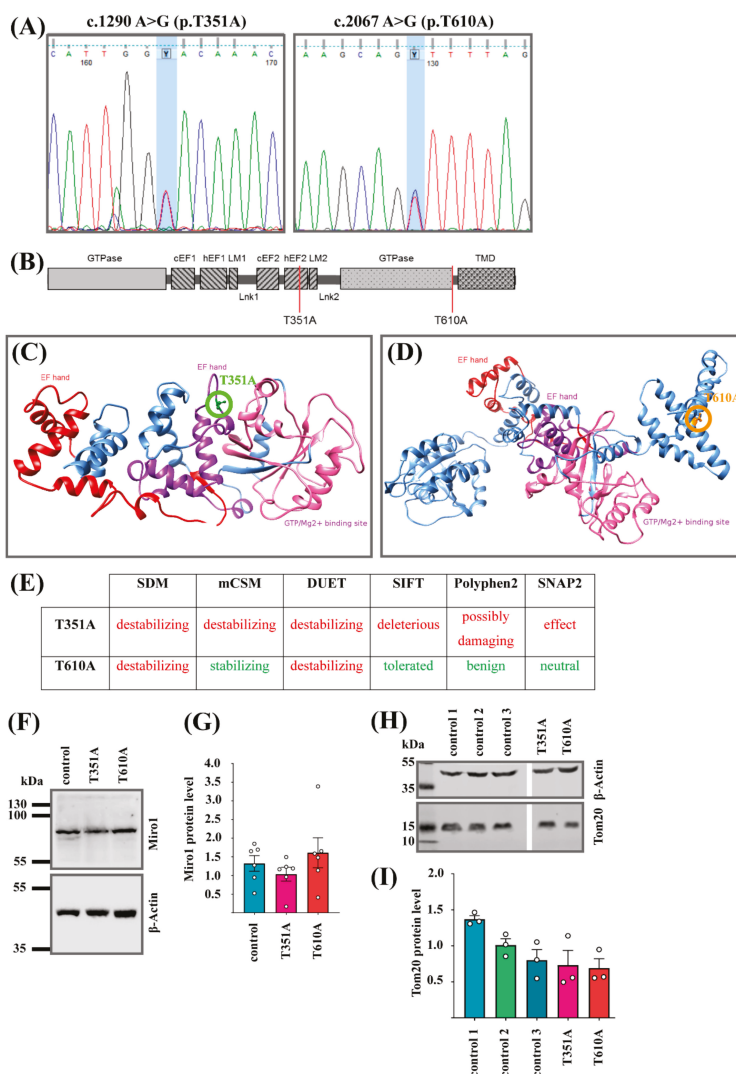 (A)
c.1290 A>G (p.T351A)
c.2067 A>G (p.T610A)
C A T T G G Y A C A A A C
160 170
A A G C A G Y T T T T A G
130
(B)
GTPase cEF1 hEF1 LM1 cEF2 hEF2 LM2 GTPase TMD
Lnk1 Lnk2
T351A T610A
(C)
EF hand
T351A
EF hand
GTP/Mg2+ binding site
(D)
EF hand
EF hand
T610A
GTP/Mg2+ binding site
(E)
SDM mCSM DUET SIFT Polyphen2 SNAP2
T351A destabilizing destabilizing destabilizing deleterious possibly damaging effect
T610A destabilizing stabilizing destabilizing tolerated benign neutral
(F)
kDa control T351A T610A
130
100
55
Miro1
55
35
β-Actin
(G)
Miro1 protein level
4.0
3.5
3.0
2.5
2.0
1.5
1.0
0.5
control T351A T610A
(H)
kDa control 1 control 2 control 3 T351A T610A
55
35
β-Actin
15
10
Tom20
(I)
Tom20 protein level
1.5
1.0
0.5
control 1 control 2 control 3 T351A T610A